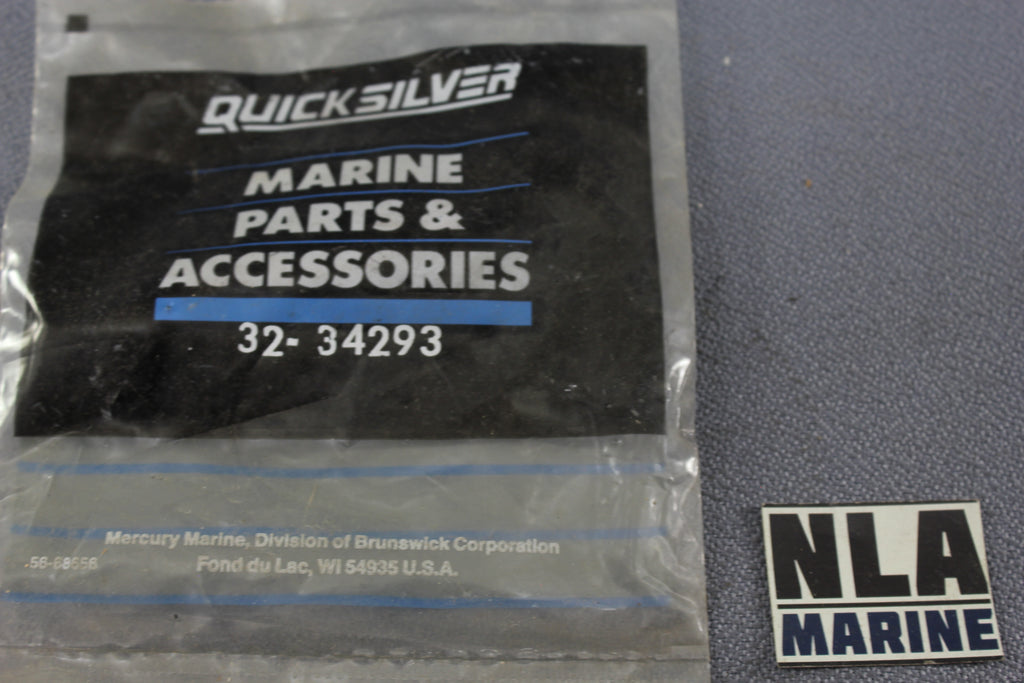 QUICKSILVER
MARINE
PARTS &
ACCESSORIES
32- 34293
Mercury Marine, Division of Brunswick Corporation
Fond du Lac, WI 54935 U.S.A.
NLA
MARINE